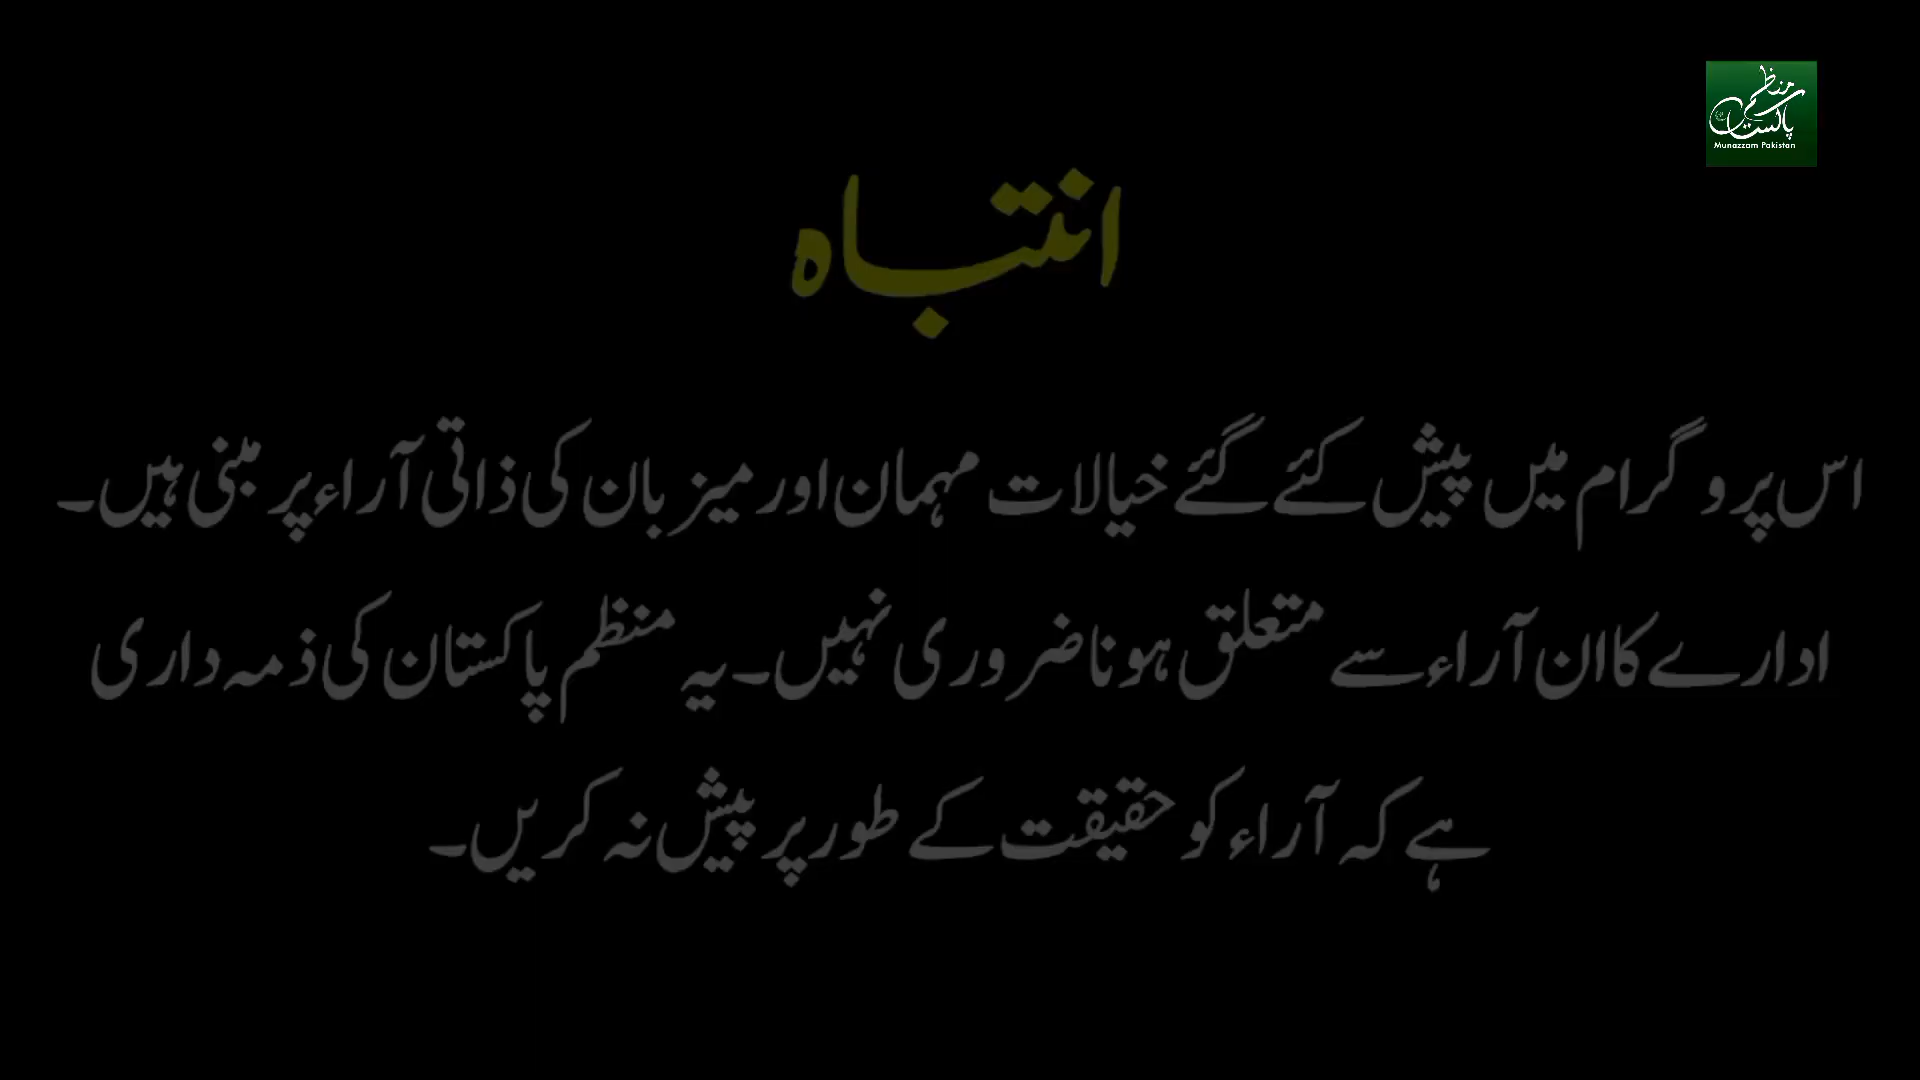 منظم پاکستان
Munazzam Pakistan
انتباہ
اس پروگرام میں پیش کئے گئے خیالات مہمان اور میزبان کی ذاتی آراء پر مبنی ہیں۔
ادارے کا ان آراء سے متعلق ہونا ضروری نہیں۔ یہ منظم پاکستان کی ذمہ داری
ہے کہ آراء کو حقیقت کے طور پر پیش نہ کریں۔